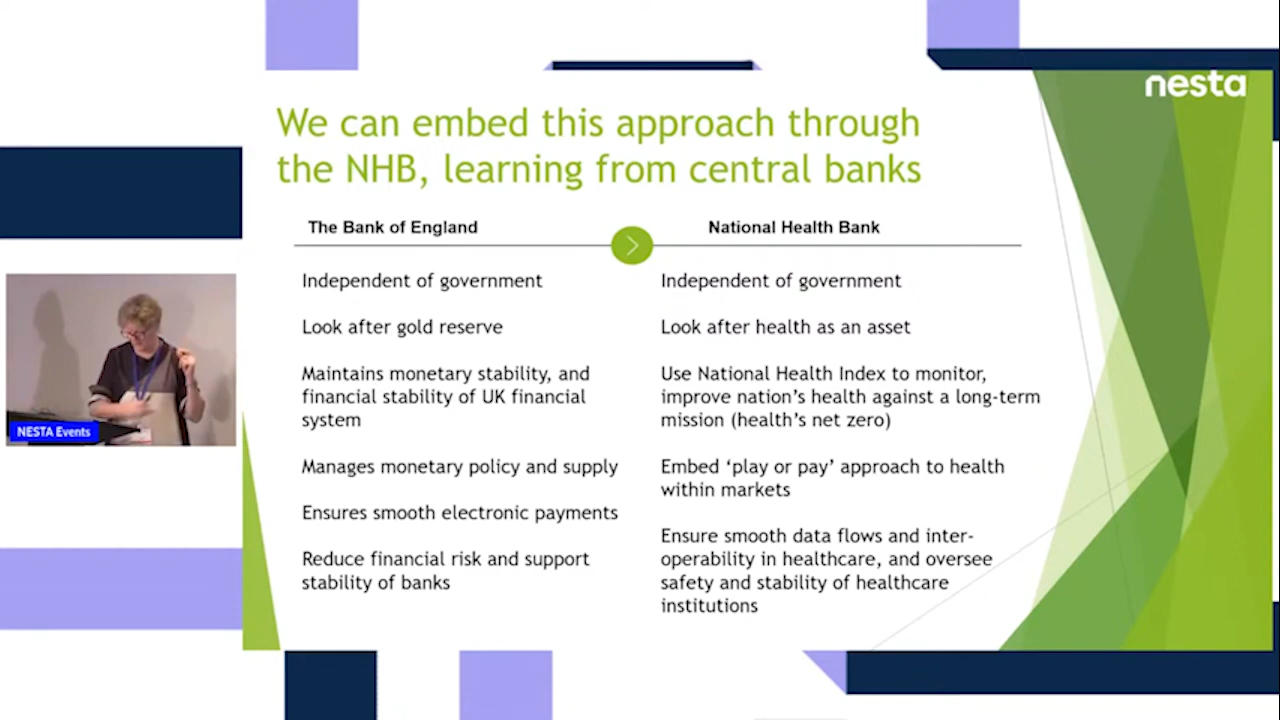 nesta
We can embed this approach through
the NHB, learning from central banks
The Bank of England
National Health Bank
Independent of government
Look after gold reserve
Maintains monetary stability, and
financial stability of UK financial
system
Manages monetary policy and supply
Ensures smooth electronic payments
Reduce financial risk and support
stability of banks
Independent of government
Look after health as an asset
Use National Health Index to monitor,
improve nation’s health against a long-term
mission (health’s net zero)
Embed ‘play or pay’ approach to health
within markets
Ensure smooth data flows and inter-
operability in healthcare, and oversee
safety and stability of healthcare
institutions
NESTA Events